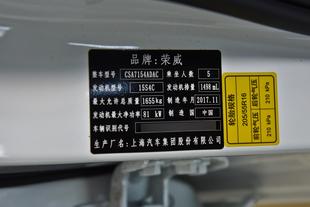 品牌:荣威
整车型号 CSA7154ADAC 乘坐人数 5
发动机型号 15S4C 发动机排量 1498 mL
最大允许总质量 1655kg 制造年月 2017.11
发动机最大净功率 81 kW 制造国 中国
车辆识别代号
生产厂名:上海汽车集团股份有限公司
轮胎规格
205/55R16
前轮气压 后轮气压
210 kPa 210 kPa